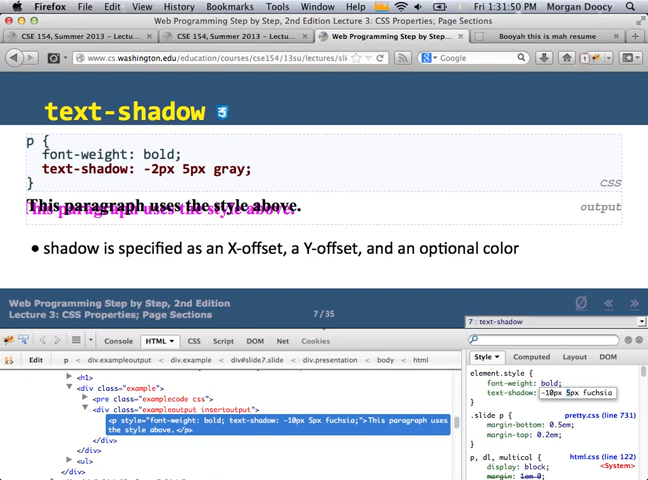 Firefox File Edit View History Bookmarks Tools Window Help Fri 1:31:50 PM Morgan Doocy
Web Programming Step by Step, 2nd Edition Lecture 3: CSS Properties; Page Sections
CSE 154, Summer 2013 – Lecture ... CSE 154, Summer 2013 – Lecture ... Web Programming Step by Step, ... Booyah this is mah resume
www.cs.washington.edu/education/courses/cse154/13su/lectures/slid Google
text-shadow
p {
font-weight: bold;
text-shadow: -2px 5px gray;
}
CSS
This paragraph uses the style above.
output
• shadow is specified as an X-offset, a Y-offset, and an optional color
Web Programming Step by Step, 2nd Edition
Lecture 3: CSS Properties; Page Sections
7 / 35
Ø « »
7 : text-shadow
Console HTML CSS Script DOM Net Cookies
Edit p < div.exampleoutput < div.example < div#slide7.slide < div.presentation < body < html
Style Computed Layout DOM
<h1>
<div class="example">
<pre class="examplecode css">
<div class="exampleoutput insertoutput">
<p style="font-weight: bold; text-shadow: -10px 5px fuchsia;">This paragraph uses
the style above.</p>
</div>
</div>
<ul>
</div>
element.style {
font-weight: bold;
text-shadow: -10px 5px fuchsia
}
.slide p { pretty.css (line 731)
margin-bottom: 0.5em;
margin-top: 0.2em;
}
p, dl, multicol { html.css (line 122)
<System>
display: block;
margin: 1em 0;